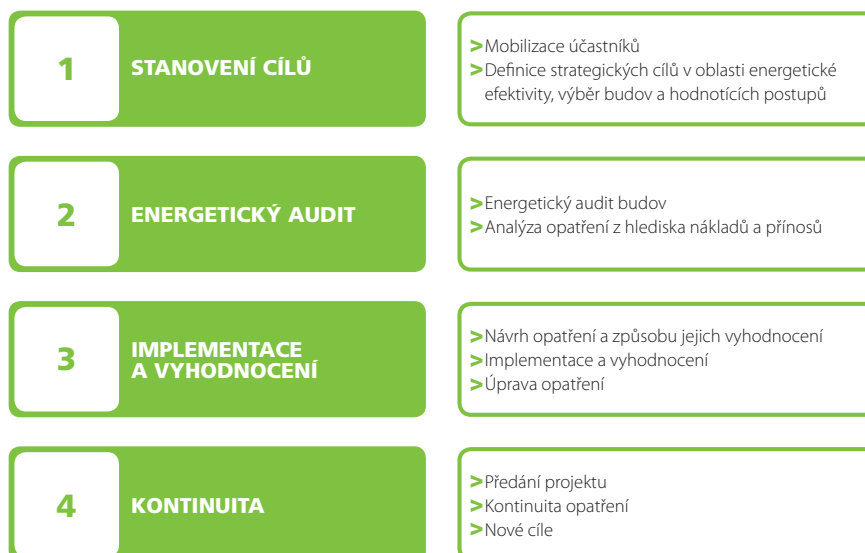 1
STANOVENÍ CÍLŮ
>Mobilizace účastníků
>Definice strategických cílů v oblasti energetické
efektivity, výběr budov a hodnotících postupů
2
ENERGETICKÝ AUDIT
>Energetický audit budov
>Analýza opatření z hlediska nákladů a přínosů
3
IMPLEMENTACE
A VYHODNOCENÍ
>Návrh opatření a způsobu jejich vyhodnocení
>Implementace a vyhodnocení
>Úprava opatření
4
KONTINUITA
>Předání projektu
>Kontinuita opatření
>Nové cíle